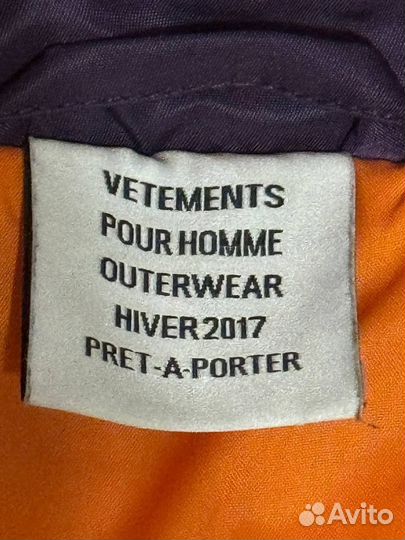 VETEMENTS
POUR HOMME
OUTERWEAR
HIVER 2017
PRET-A-PORTER
Avito